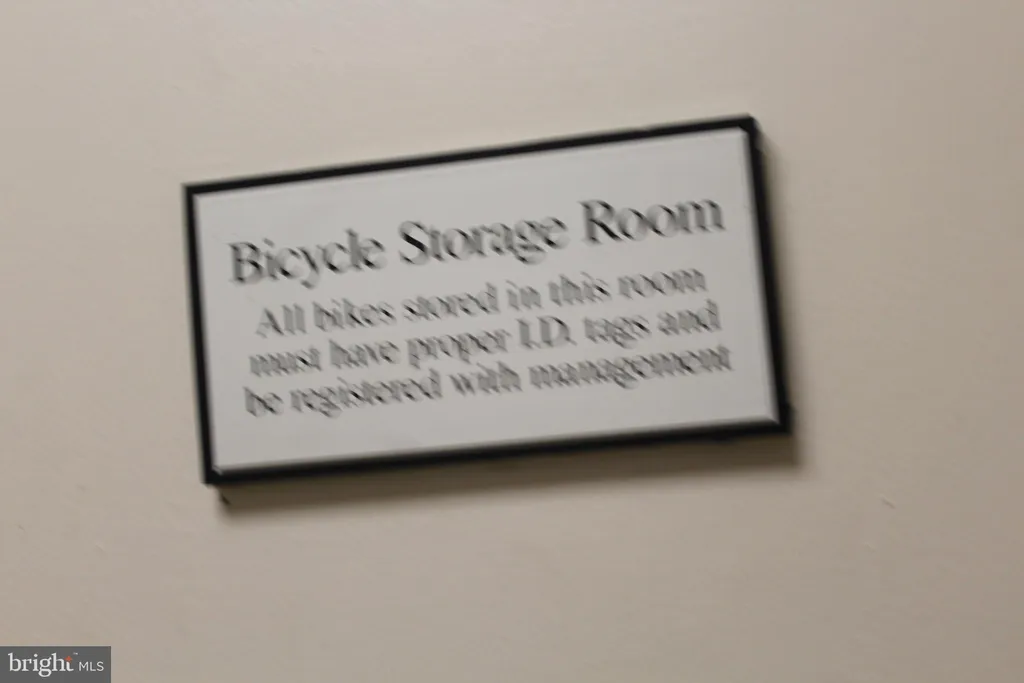 Bicycle Storage Room
All bikes stored in this room
must have proper I.D. tags and
be registered with management
bright™ MLS